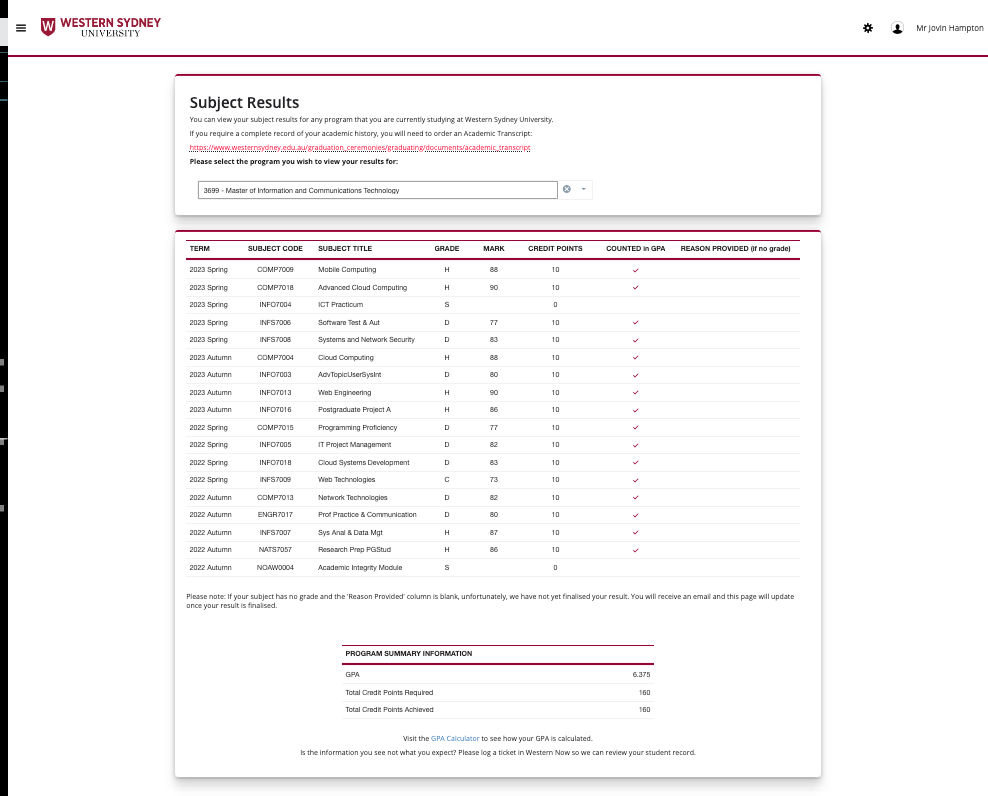 WESTERN SYDNEY
UNIVERSITY
Mr Jovin Hampton
Subject Results
You can view your subject results for any program that you are currently studying at Western Sydney University.
If you require a complete record of your academic history, you will need to order an Academic Transcript:
https://www.westernsydney.edu.au/graduation_ceremonies/graduating/documents/academic_transcript
Please select the program you wish to view your results for:
3699 - Master of Information and Communications Technology
TERM SUBJECT CODE SUBJECT TITLE GRADE MARK CREDIT POINTS COUNTED in GPA REASON PROVIDED (if no grade)
2023 Spring COMP7009 Mobile Computing H 88 10 ✓
2023 Spring COMP7018 Advanced Cloud Computing H 90 10 ✓
2023 Spring INFO7004 ICT Practicum S 0
2023 Spring INFS7006 Software Test & Aut D 77 10 ✓
2023 Spring INFS7008 Systems and Network Security D 83 10 ✓
2023 Autumn COMP7004 Cloud Computing H 88 10 ✓
2023 Autumn INFO7003 AdvTopicUserSysInt D 80 10 ✓
2023 Autumn INFO7013 Web Engineering H 90 10 ✓
2023 Autumn INFO7016 Postgraduate Project A H 86 10 ✓
2022 Spring COMP7015 Programming Proficiency D 77 10 ✓
2022 Spring INFO7005 IT Project Management D 82 10 ✓
2022 Spring INFO7018 Cloud Systems Development D 83 10 ✓
2022 Spring INFS7009 Web Technologies C 73 10 ✓
2022 Autumn COMP7013 Network Technologies D 82 10 ✓
2022 Autumn ENGR7017 Prof Practice & Communication D 80 10 ✓
2022 Autumn INFS7007 Sys Anal & Data Mgt H 87 10 ✓
2022 Autumn NATS7057 Research Prep PGStud H 86 10 ✓
2022 Autumn NOAW0004 Academic Integrity Module S 0
Please note: If your subject has no grade and the 'Reason Provided' column is blank, unfortunately, we have not yet finalised your result. You will receive an email and this page will update
once your result is finalised.
PROGRAM SUMMARY INFORMATION
GPA 6.375
Total Credit Points Required 160
Total Credit Points Achieved 160
Visit the GPA Calculator to see how your GPA is calculated.
Is the information you see not what you expect? Please log a ticket in Western Now so we can review your student record.